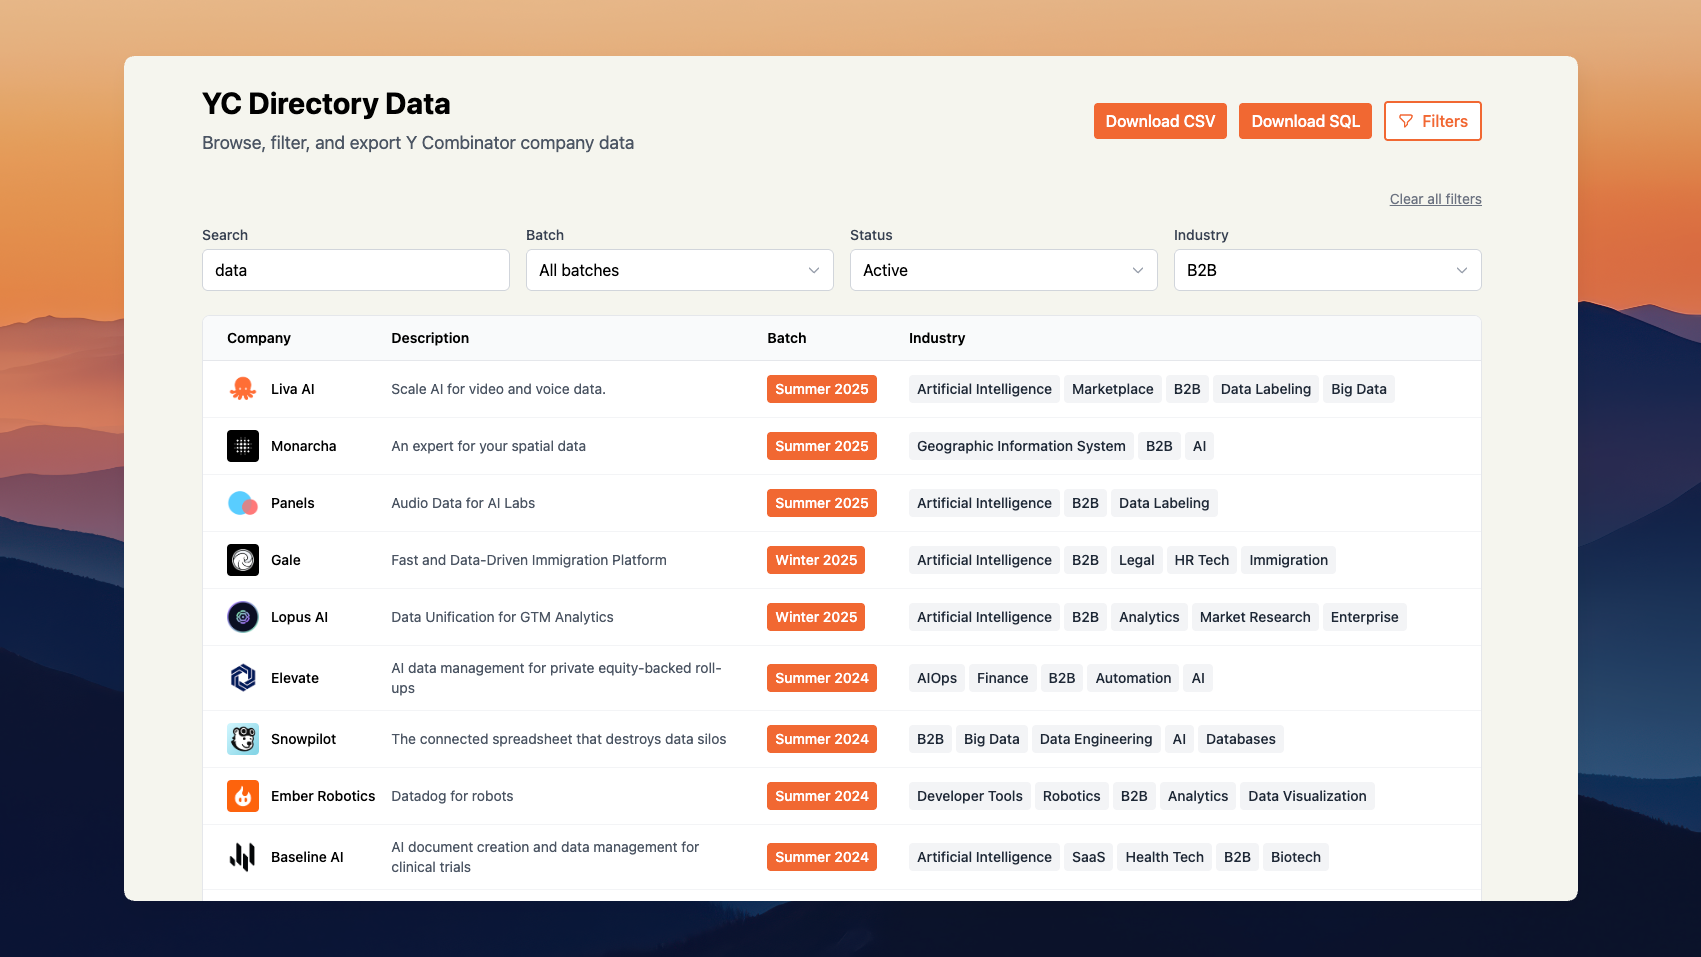 YC Directory Data
Browse, filter, and export Y Combinator company data
Download CSV
Download SQL
Filters
Clear all filters
Search
Batch
Status
Industry
data
All batches
Active
B2B
Company Description Batch Industry
Liva AI Scale AI for video and voice data. Summer 2025 Artificial Intelligence Marketplace B2B Data Labeling Big Data
Monarcha An expert for your spatial data Summer 2025 Geographic Information System B2B AI
Panels Audio Data for AI Labs Summer 2025 Artificial Intelligence B2B Data Labeling
Gale Fast and Data-Driven Immigration Platform Winter 2025 Artificial Intelligence B2B Legal HR Tech Immigration
Lopus AI Data Unification for GTM Analytics Winter 2025 Artificial Intelligence B2B Analytics Market Research Enterprise
Elevate AI data management for private equity-backed roll-
ups Summer 2024 AIOps Finance B2B Automation AI
Snowpilot The connected spreadsheet that destroys data silos Summer 2024 B2B Big Data Data Engineering AI Databases
Ember Robotics Datadog for robots Summer 2024 Developer Tools Robotics B2B Analytics Data Visualization
Baseline AI AI document creation and data management for
clinical trials Summer 2024 Artificial Intelligence SaaS Health Tech B2B Biotech